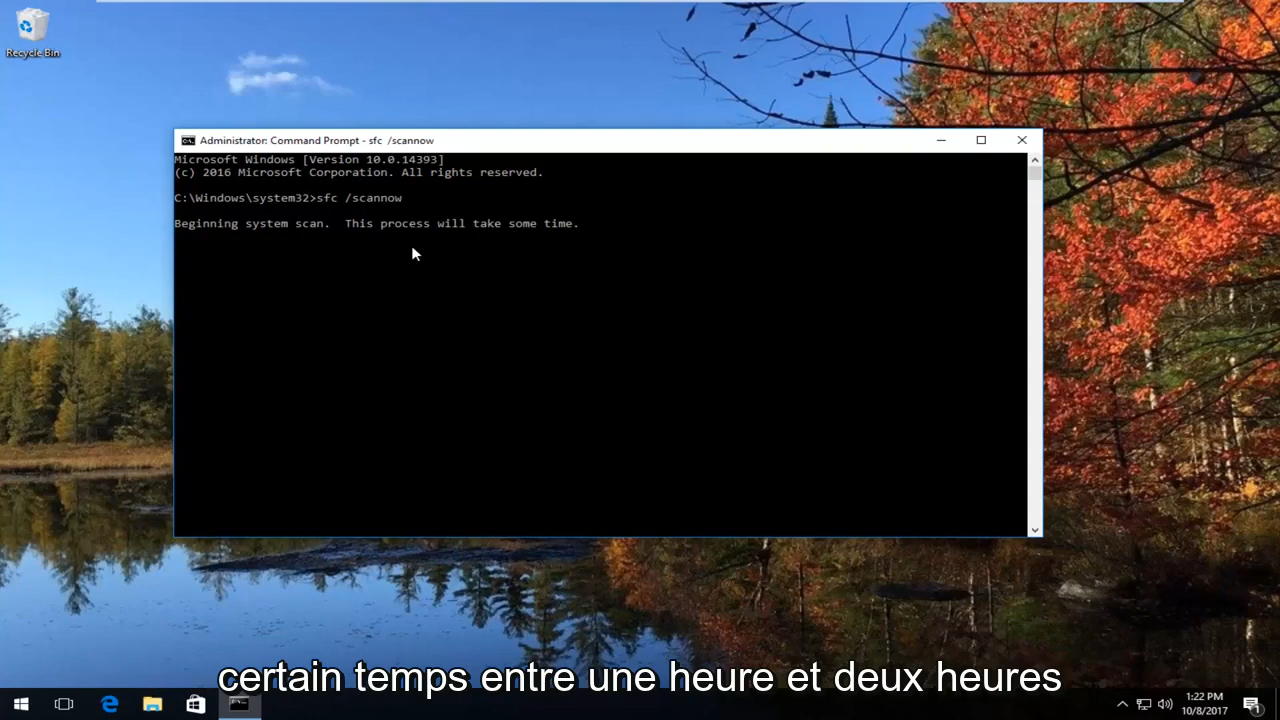 Recycle Bin
Administrator: Command Prompt - sfc /scannow
Microsoft Windows [Version 10.0.14393]
(c) 2016 Microsoft Corporation. All rights reserved.
C:\Windows\system32>sfc /scannow
Beginning system scan.  This process will take some time.
certain temps entre une heure et deux heures
1:22 PM
10/8/2017
1